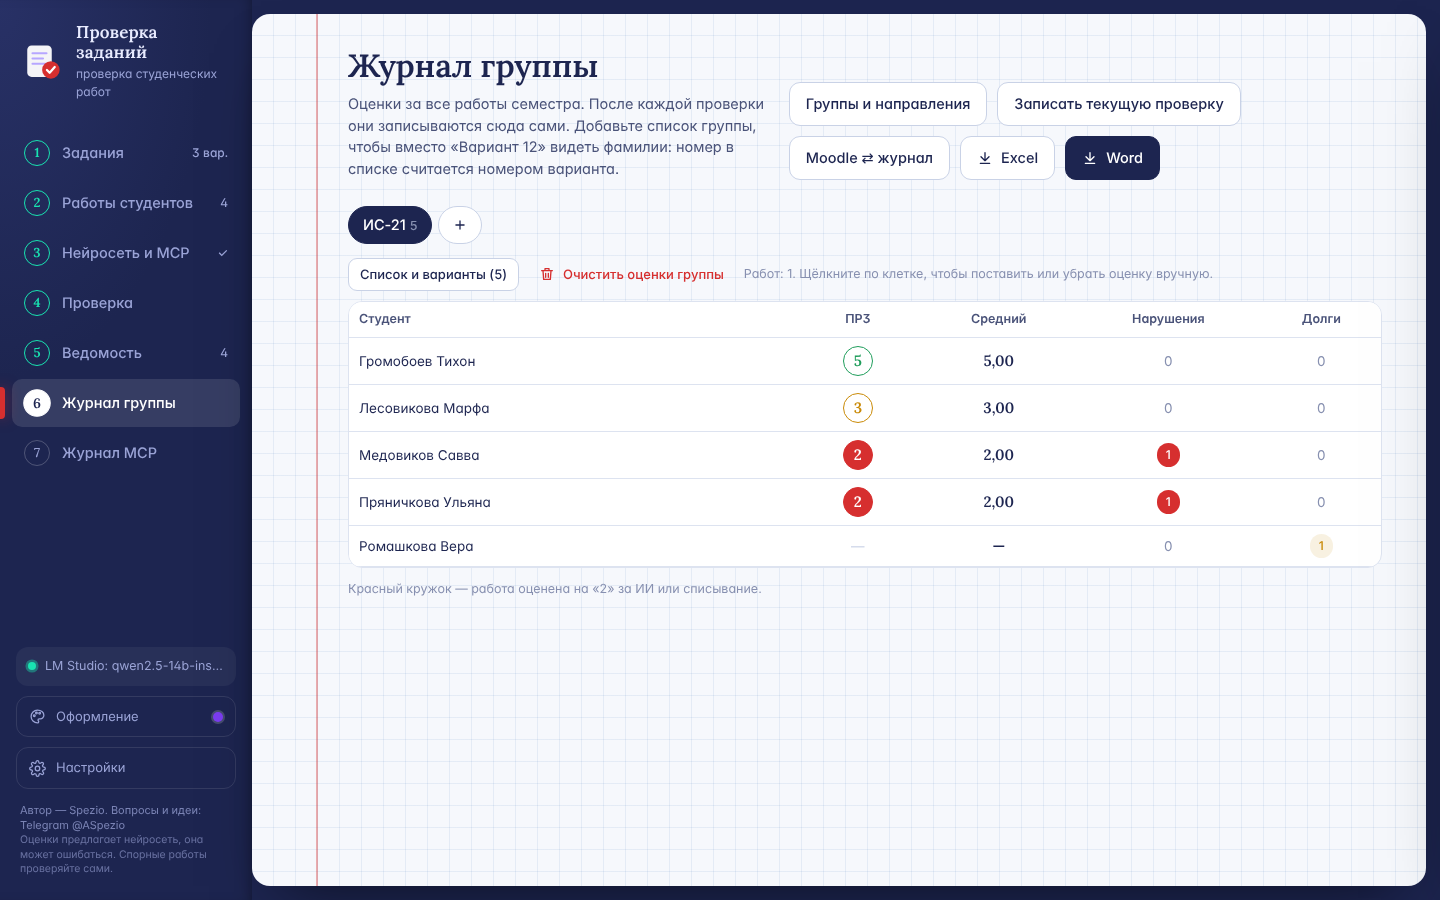 Проверка
заданий
проверка студенческих
работ
1 Задания 3 вар.
2 Работы студентов 4
3 Нейросеть и MCP ✓
4 Проверка
5 Ведомость 4
6 Журнал группы
7 Журнал MCP
LM Studio: qwen2.5-14b-ins...
Оформление
Настройки
Автор — Spezio. Вопросы и идеи:
Telegram @ASpezio
Оценки предлагает нейросеть, она
может ошибаться. Спорные работы
проверяйте сами.
Журнал группы
Оценки за все работы семестра. После каждой проверки
они записываются сюда сами. Добавьте список группы,
чтобы вместо «Вариант 12» видеть фамилии: номер в
списке считается номером варианта.
Группы и направления Записать текущую проверку
Moodle ⇄ журнал Excel Word
ИС-21 5 +
Список и варианты (5) Очистить оценки группы Работ: 1. Щёлкните по клетке, чтобы поставить или убрать оценку вручную.
Студент ПР3 Средний Нарушения Долги
Громобоев Тихон 5 5,00 0 0
Лесовикова Марфа 3 3,00 0 0
Медовиков Савва 2 2,00 1 0
Пряничкова Ульяна 2 2,00 1 0
Ромашкова Вера — — 0 1
Красный кружок — работа оценена на «2» за ИИ или списывание.